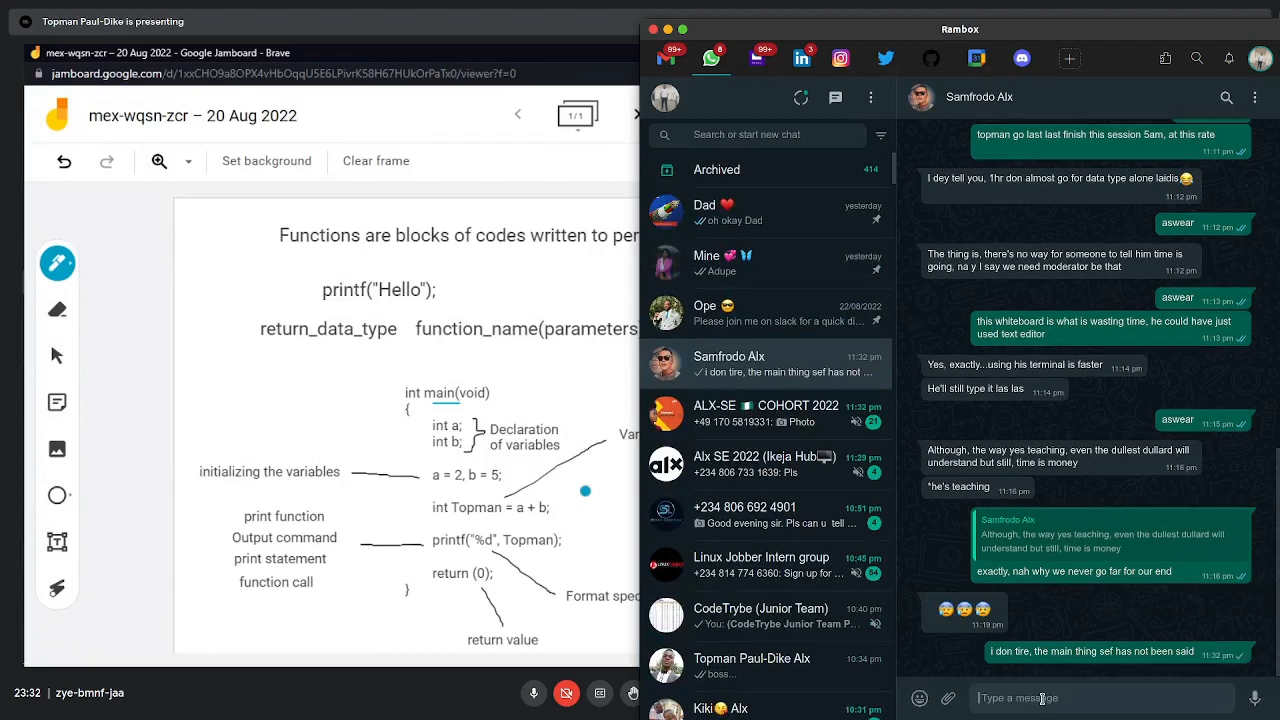 Topman Paul-Dike is presenting
mex-wqsn-zcr – 20 Aug 2022 - Google Jamboard - Brave
jamboard.google.com/d/1xxCHO9a8OPX4vHbOqqU5E6LPivrK58H67HUkOrPaTx0/viewer?f=0
mex-wqsn-zcr – 20 Aug 2022
1/1
Set background
Clear frame
Functions are blocks of codes written to per
printf("Hello");
return_data_type function_name(parameters)
int main(void)
{
int a;
int b;
Declaration
of variables
Var
initializing the variables
a = 2, b = 5;
int Topman = a + b;
print function
Output command
print statement
function call
printf("%d", Topman);
return (0);
}
Format spec
return value
23:32
zye-bmnf-jaa
Rambox
99+
8
99+
3
31
Search or start new chat
Archived
414
Dad ❤️
yesterday
oh okay Dad
Mine 💞 🦋
yesterday
Adupe
Ope 😎
22/08/2022
Please join me on slack for a quick di...
Samfrodo Alx
11:32 pm
i don tire, the main thing sef has not ...
ALX-SE 🇳🇬 COHORT 2022
11:32 pm
+49 170 5819331: 📷 Photo
21
Alx SE 2022 (Ikeja Hub🖥️)
11:29 pm
+234 806 733 1639: Pls
4
alx
+234 806 692 4901
10:51 pm
Good evening sir. Pls can u tell ...
4
Linux Jobber Intern group
10:45 pm
+234 814 774 6360: Sign up for ...
54
CodeTrybe (Junior Team)
10:40 pm
You: (CodeTrybe Junior Team P...
Topman Paul-Dike Alx
10:34 pm
boss...
Kiki😩 Alx
10:31 pm
Samfrodo Alx
topman go last last finish this session 5am, at this rate
11:11 pm
I dey tell you, 1hr don almost go for data type alone laidis😂
11:12 pm
aswear
11:12 pm
The thing is, there's no way for someone to tell him time is
going, na y I say we need moderator be that
11:12 pm
aswear
11:13 pm
this whiteboard is what is wasting time, he could have just
used text editor
11:13 pm
Yes, exactly...using his terminal is faster
11:14 pm
He'll still type it las las
11:14 pm
aswear
11:15 pm
Although, the way yes teaching, even the dullest dullard will
understand but still, time is money
11:16 pm
*he's teaching
11:16 pm
Samfrodo Alx
Although, the way yes teaching, even the dullest dullard will
understand but still, time is money
exactly, nah why we never go far for our end
11:16 pm
😰😰😰
11:19 pm
i don tire, the main thing sef has not been said
11:32 pm
Type a message